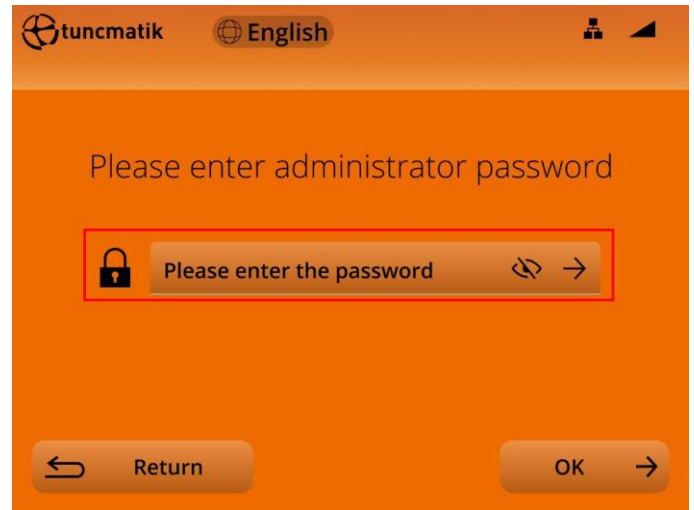 tuncmatik
English
Please enter administrator password
Please enter the password
Return
OK